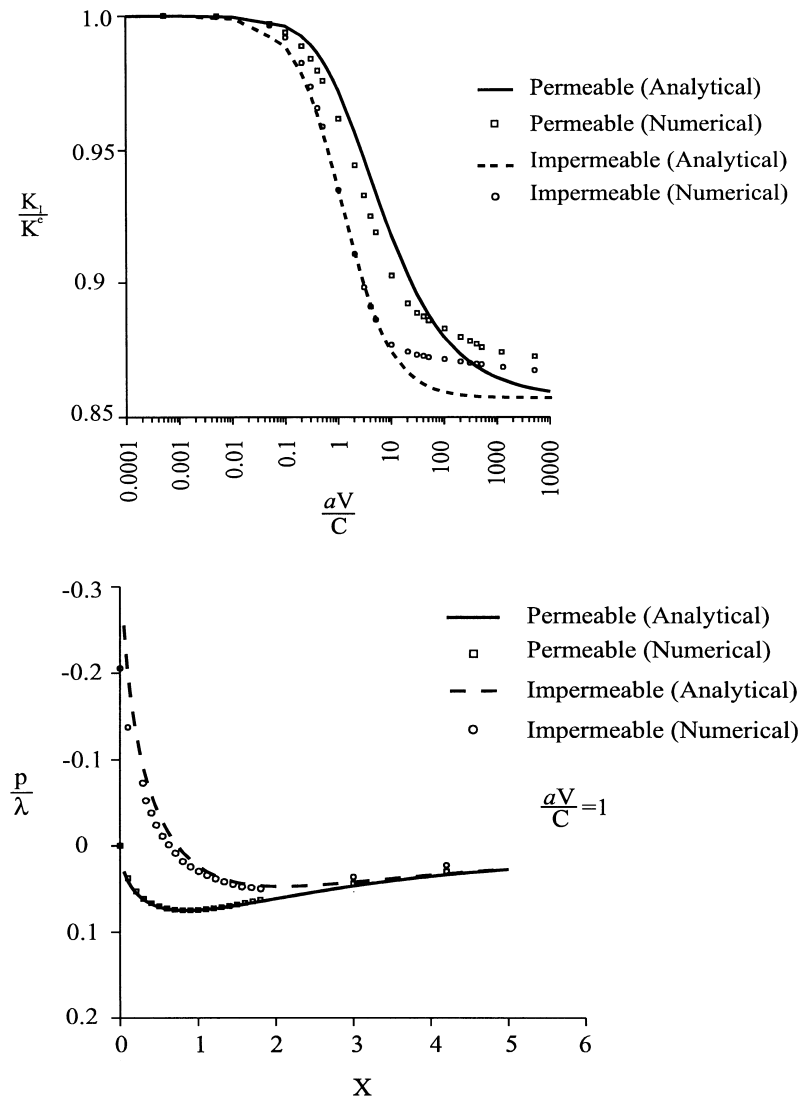 1.0
0.95
0.9
0.85
K_I
K^e
0.0001
0.001
0.01
0.1
1
10
100
1000
10000
aV
C
Permeable (Analytical)
Permeable (Numerical)
Impermeable (Analytical)
Impermeable (Numerical)
-0.3
-0.2
-0.1
0
0.1
0.2
p
λ
0
1
2
3
4
5
6
X
Permeable (Analytical)
Permeable (Numerical)
Impermeable (Analytical)
Impermeable (Numerical)
aV
C
=1